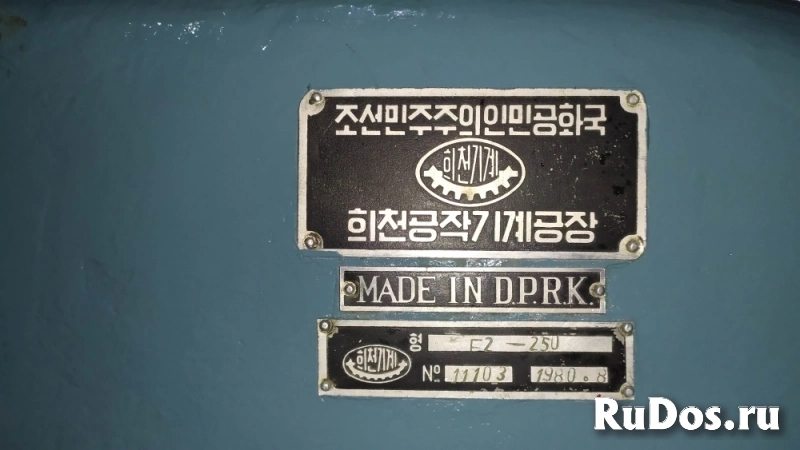 조선민주주의인민공화국
희천기계
희천공작기계공장
MADE IN D.P.R.K.
희천기계
형 F2-250
№ 11103 1980.8
RuDos.ru